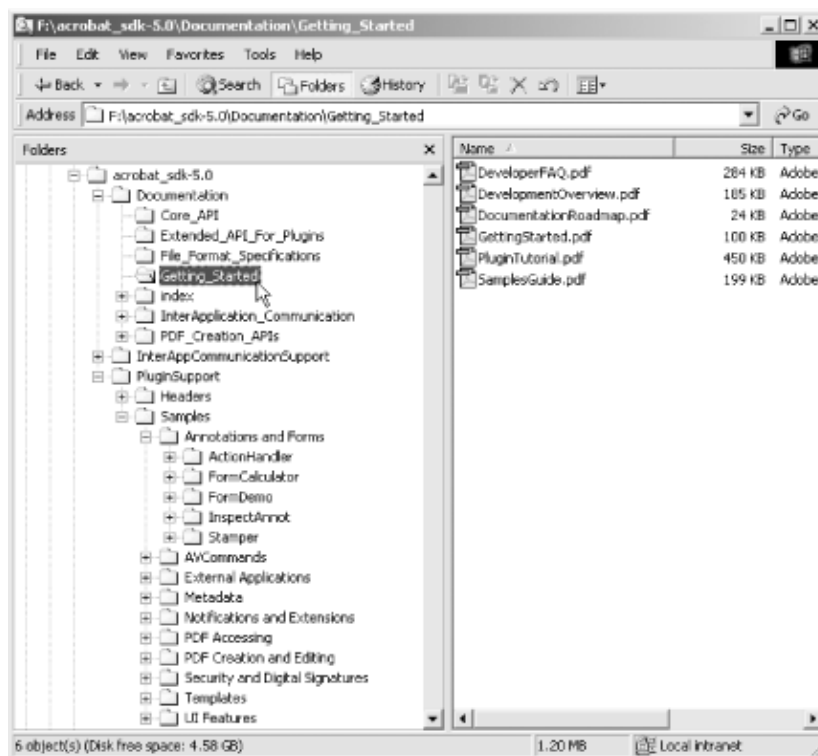 F:\acrobat_sdk-5.0\Documentation\Getting_Started
File Edit View Favorites Tools Help
Back Search Folders History
Address F:\acrobat_sdk-5.0\Documentation\Getting_Started Go
Folders
acrobat_sdk-5.0
Documentation
Core_API
Extended_API_For_Plugins
File_Format_Specifications
Getting_Started
index
InterApplication_Communication
PDF_Creation_APIs
InterAppCommunicationSupport
PluginSupport
Headers
Samples
Annotations and Forms
ActionHandler
FormCalculator
FormDemo
InspectAnnot
Stamper
AVCommands
External Applications
Metadata
Notifications and Extensions
PDF Accessing
PDF Creation and Editing
Security and Digital Signatures
Templates
UI Features
Name Size Type
DeveloperFAQ.pdf 284 KB Adobe
DevelopmentOverview.pdf 185 KB Adobe
DocumentationRoadmap.pdf 24 KB Adobe
GettingStarted.pdf 100 KB Adobe
PluginTutorial.pdf 450 KB Adobe
SamplesGuide.pdf 199 KB Adobe
6 object(s) (Disk free space: 4.58 GB) 1.20 MB Local intranet